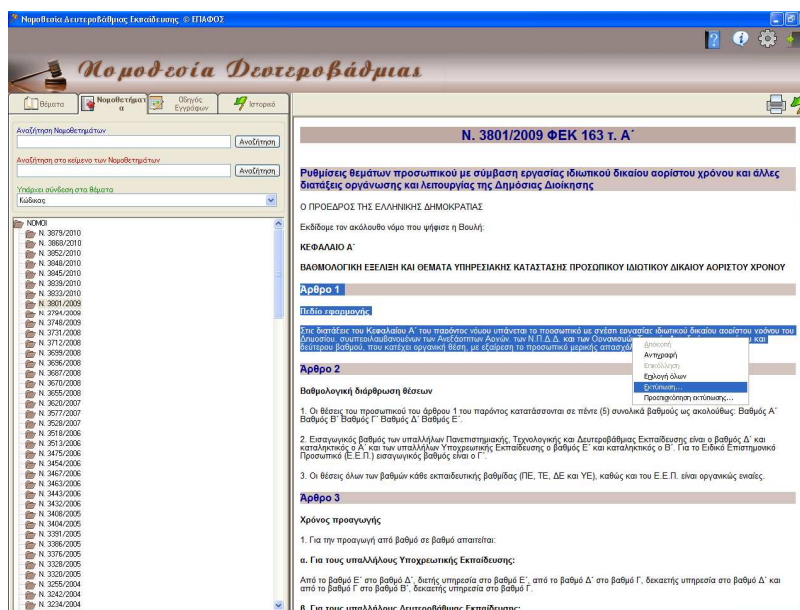 Νομοθεσία Δευτεροβάθμιας Εκπαίδευσης © ΕΠΑΦΟΣ
Νομοθεσία Δευτεροβάθμιας
Θέματα
Νομοθετήματ
α
Οδηγός
Εγγράφων
Ιστορικό
Αναζήτηση Νομοθετημάτων
Αναζήτηση
Αναζήτηση στο κείμενο των Νομοθετημάτων
Αναζήτηση
Υπάρχει σύνδεση στα θέματα
Κώδικας
ΝΟΜΟΙ
Ν. 3879/2010
Ν. 3868/2010
Ν. 3852/2010
Ν. 3848/2010
Ν. 3845/2010
Ν. 3839/2010
Ν. 3833/2010
Ν. 3801/2009
Ν. 3794/2009
Ν. 3748/2009
Ν. 3731/2008
Ν. 3712/2008
Ν. 3699/2008
Ν. 3696/2008
Ν. 3687/2008
Ν. 3670/2008
Ν. 3655/2008
Ν. 3620/2007
Ν. 3577/2007
Ν. 3528/2007
Ν. 3518/2006
Ν. 3513/2006
Ν. 3475/2006
Ν. 3454/2006
Ν. 3467/2006
Ν. 3463/2006
Ν. 3443/2006
Ν. 3432/2006
Ν. 3408/2005
Ν. 3404/2005
Ν. 3391/2005
Ν. 3386/2005
Ν. 3376/2005
Ν. 3328/2005
Ν. 3320/2005
Ν. 3255/2004
Ν. 3242/2004
Ν. 3234/2004
Ν. 3801/2009 ΦΕΚ 163 τ. Α΄
Ρυθμίσεις θεμάτων προσωπικού με σύμβαση εργασίας ιδιωτικού δικαίου αορίστου χρόνου και άλλες
διατάξεις οργάνωσης και λειτουργίας της Δημόσιας Διοίκησης
Ο ΠΡΟΕΔΡΟΣ ΤΗΣ ΕΛΛΗΝΙΚΗΣ ΔΗΜΟΚΡΑΤΙΑΣ
Εκδίδομε τον ακόλουθο νόμο που ψήφισε η Βουλή:
ΚΕΦΑΛΑΙΟ Α΄
ΒΑΘΜΟΛΟΓΙΚΗ ΕΞΕΛΙΞΗ ΚΑΙ ΘΕΜΑΤΑ ΥΠΗΡΕΣΙΑΚΗΣ ΚΑΤΑΣΤΑΣΗΣ ΠΡΟΣΩΠΙΚΟΥ ΙΔΙΩΤΙΚΟΥ ΔΙΚΑΙΟΥ ΑΟΡΙΣΤΟΥ ΧΡΟΝΟΥ
Άρθρο 1
Πεδίο εφαρμογής
Στις διατάξεις του Κεφαλαίου Α΄ του παρόντος νόμου υπάγεται το προσωπικό με σχέση εργασίας ιδιωτικού δικαίου αορίστου χρόνου του
Δημοσίου, συμπεριλαμβανομένων των Ανεξάρτητων Αρχών, των Ν.Π.Δ.Δ. και των Οργανισμών και
δεύτερου βαθμού, που κατέχει οργανική θέση, με εξαίρεση το προσωπικό μερικής
Αποκοπή
Αντιγραφή
Επικόλληση
Επιλογή όλων
Εκτύπωση...
Προεπισκόπηση εκτύπωσης...
Άρθρο 2
Βαθμολογική διάρθρωση θέσεων
1. Οι θέσεις του προσωπικού του άρθρου 1 του παρόντος κατατάσσονται σε πέντε (5) συνολικά βαθμούς ως ακολούθως: Βαθμός Α΄
Βαθμός Β΄ Βαθμός Γ΄ Βαθμός Δ΄ Βαθμός Ε΄.
2. Εισαγωγικός βαθμός των υπαλλήλων Πανεπιστημιακής, Τεχνολογικής και Δευτεροβάθμιας Εκπαίδευσης είναι ο βαθμός Δ΄ και
καταληκτικός ο Α΄ και των υπαλλήλων Υποχρεωτικής Εκπαίδευσης ο βαθμός Ε΄ και καταληκτικός ο Β΄. Για το Ειδικό Επιστημονικό
Προσωπικό (Ε.Ε.Π.) εισαγωγικός βαθμός είναι ο Γ΄.
3. Οι θέσεις όλων των βαθμών κάθε εκπαιδευτικής βαθμίδας (ΠΕ, ΤΕ, ΔΕ και ΥΕ), καθώς και του Ε.Ε.Π. είναι οργανικώς ενιαίες.
Άρθρο 3
Χρόνος προαγωγής
1. Για την προαγωγή από βαθμό σε βαθμό απαιτείται:
α. Για τους υπαλλήλους Υποχρεωτικής Εκπαίδευσης:
Από το βαθμό Ε΄ στο βαθμό Δ΄, διετής υπηρεσία στο βαθμό Ε΄, από το βαθμό Δ΄ στο βαθμό Γ, δεκαετής υπηρεσία στο βαθμό Δ΄ και
από το βαθμό Γ στο βαθμό Β΄, δεκαετής υπηρεσία στο βαθμό Γ΄.
β. Για τους υπαλλήλους Δευτεροβάθμιας Εκπαίδευσης: